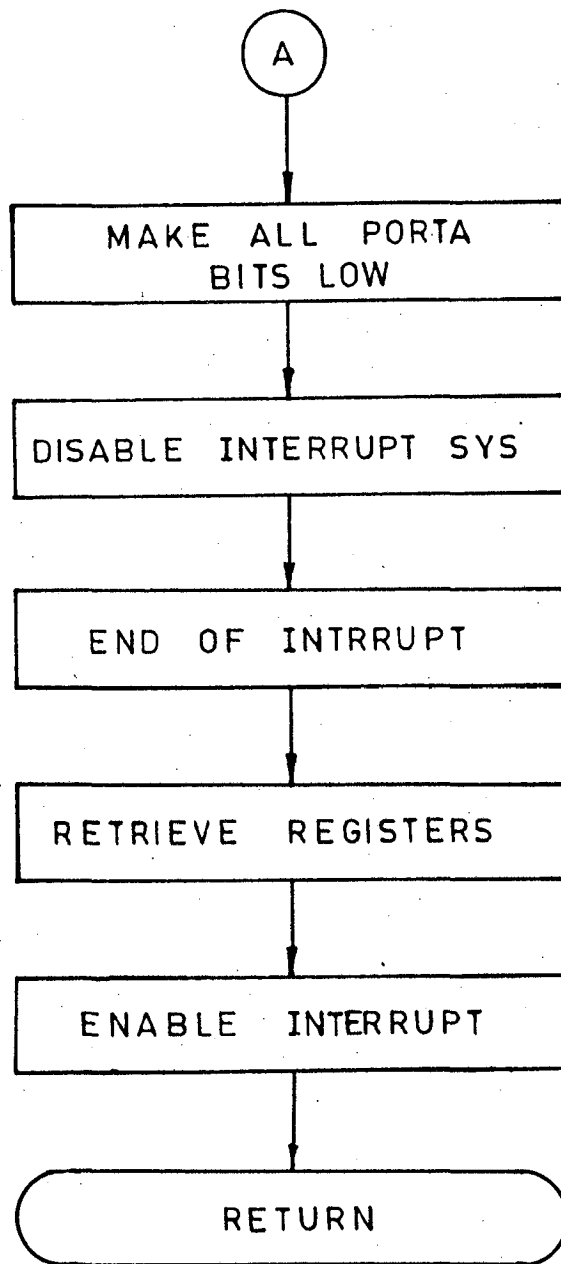 A
MAKE ALL PORTA
BITS LOW
DISABLE INTERRUPT SYS
END OF INTRRUPT
RETRIEVE REGISTERS
ENABLE INTERRUPT
RETURN